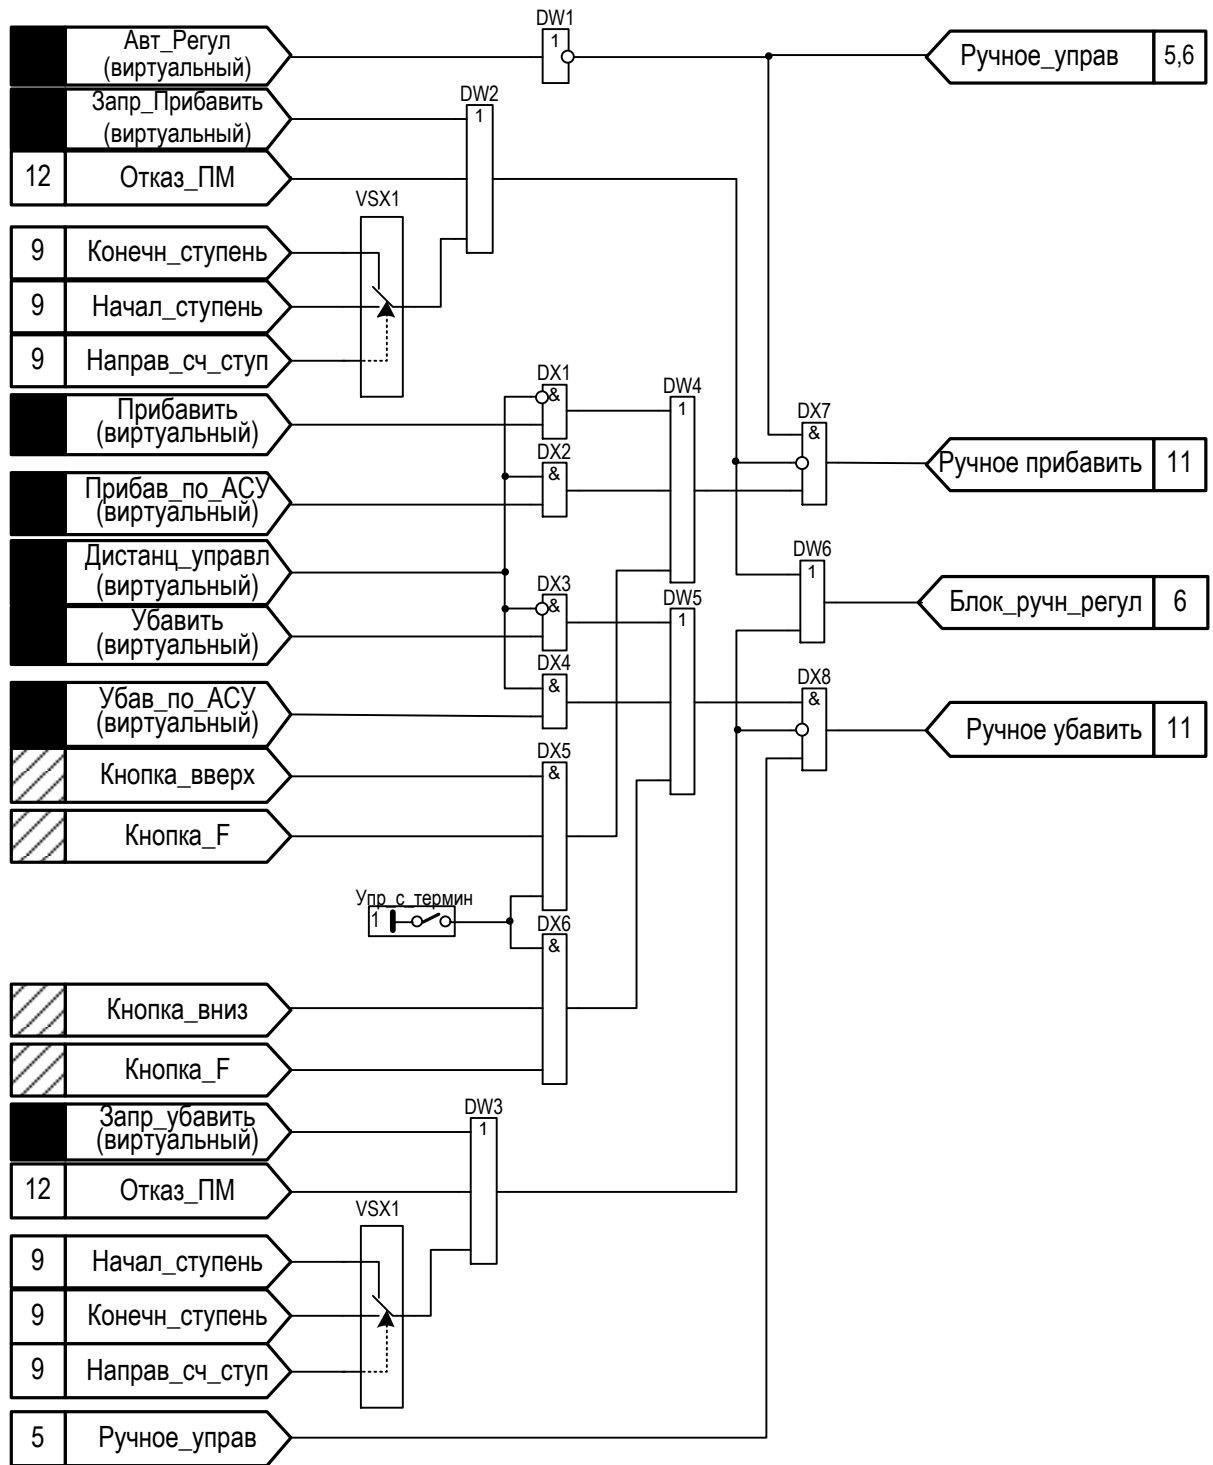 DW1
Авт_Регул
(виртуальный)
1
Ручное_управ
5,6
Запр_Прибавить
(виртуальный)
DW2
1
12
Отказ_ПМ
VSX1
9
Конечн_ступень
9
Начал_ступень
9
Направ_сч_ступ
DX1
&
DW4
1
Прибавить
(виртуальный)
DX7
&
DX2
&
Ручное прибавить
11
Прибав_по_АСУ
(виртуальный)
Дистанц_управл
(виртуальный)
DW6
1
DX3
&
DW5
1
Блок_ручн_регул
6
Убавить
(виртуальный)
DX4
&
DX8
&
Убав_по_АСУ
(виртуальный)
Ручное убавить
11
DX5
&
Кнопка_вверх
Кнопка_F
Упр_с_термин
1
DX6
&
Кнопка_вниз
Кнопка_F
Запр_убавить
(виртуальный)
DW3
1
12
Отказ_ПМ
VSX1
9
Начал_ступень
9
Конечн_ступень
9
Направ_сч_ступ
5
Ручное_управ